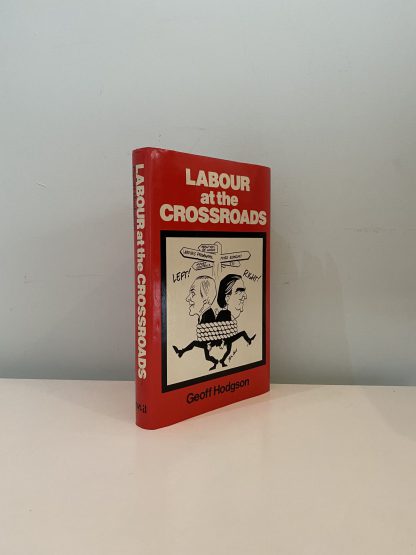 LABOUR at the CROSSROADS
LABOUR
at the
CROSSROADS
LEFT!
RIGHT!
Geoff Hodgson